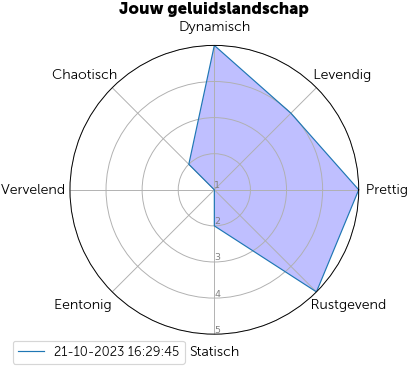 Jouw geluidslandschap
Dynamisch
Chaotisch
Levendig
Vervelend
1
Prettig
2
3
4
Eentonig
Rustgevend
5
21-10-2023 16:29:45
Statisch